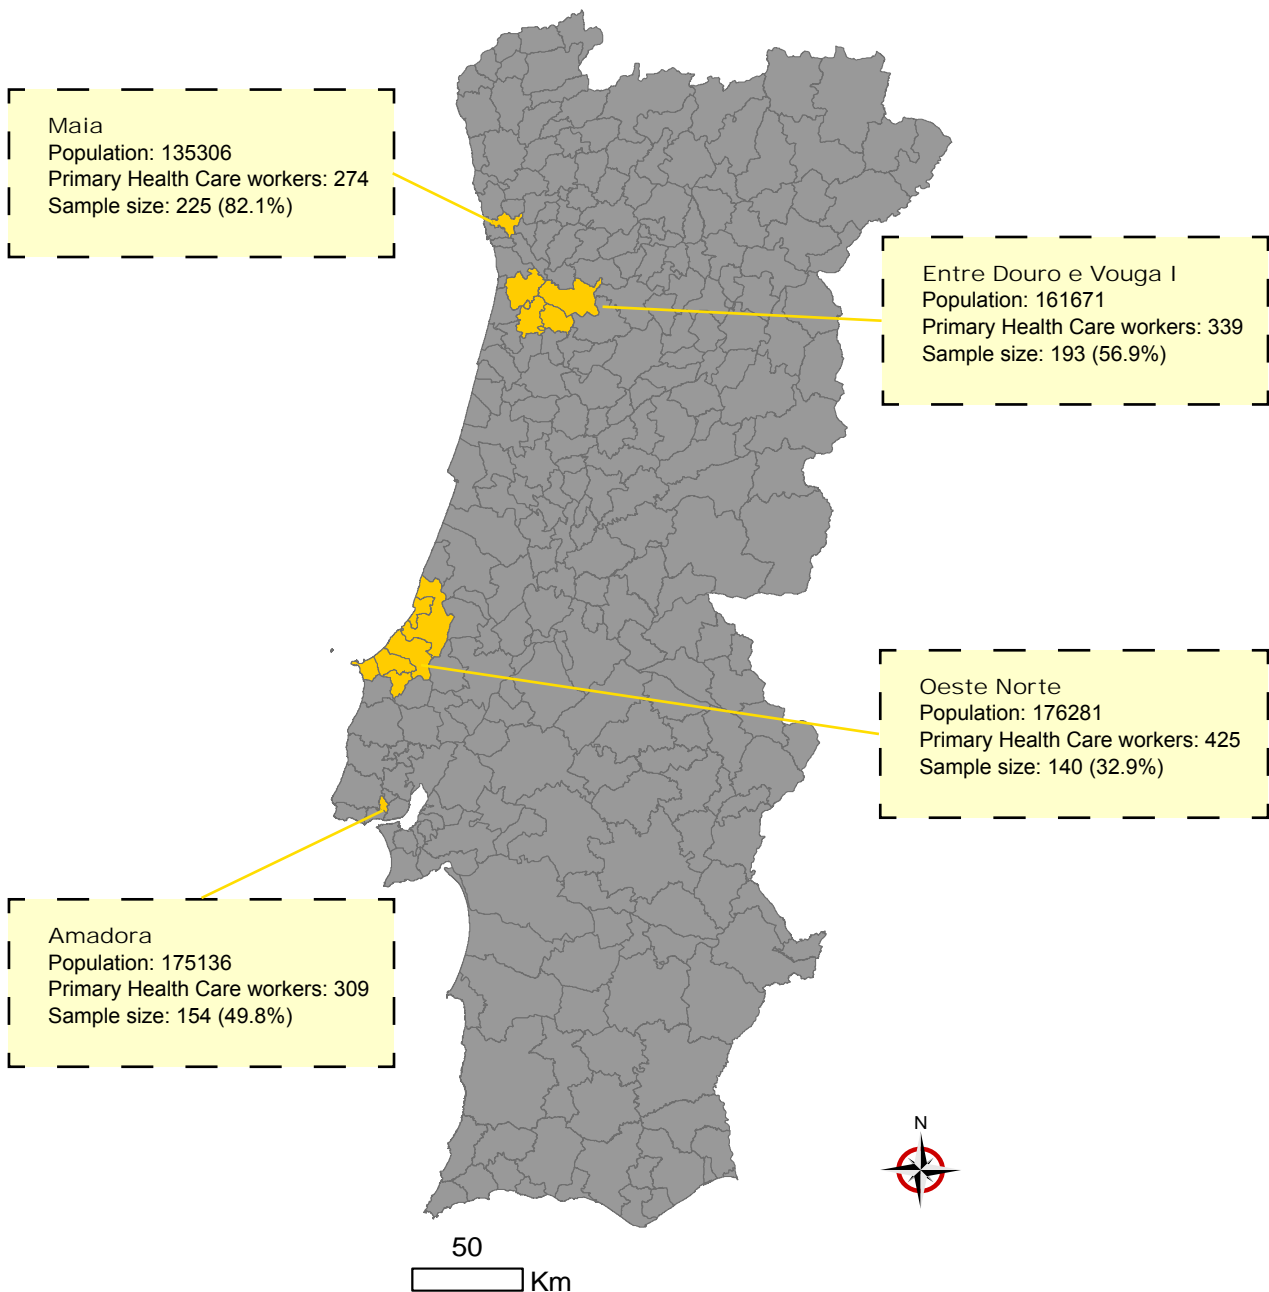 Maia
Population: 135306
Primary Health Care workers: 274
Sample size: 225 (82.1%)
Entre Douro e Vouga I
Population: 161671
Primary Health Care workers: 339
Sample size: 193 (56.9%)
Oeste Norte
Population: 176281
Primary Health Care workers: 425
Sample size: 140 (32.9%)
Amadora
Population: 175136
Primary Health Care workers: 309
Sample size: 154 (49.8%)
N
50
Km